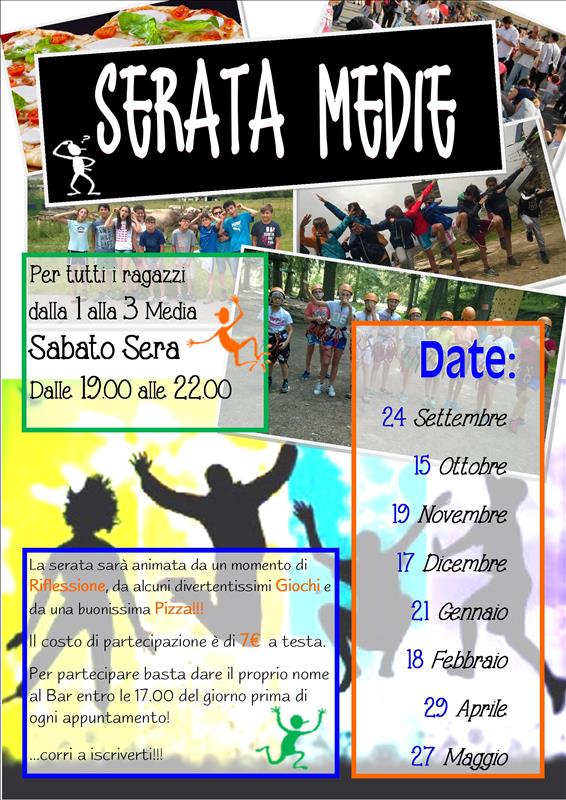 SERATA MEDIE
Per tutti i ragazzi
dalla 1 alla 3 Media
Sabato Sera
Dalle 19.00 alle 22.00
Date:
24 Settembre
15 Ottobre
19 Novembre
17 Dicembre
21 Gennaio
18 Febbraio
29 Aprile
27 Maggio
La serata sarà animata da un momento di
Riflessione, da alcuni divertentissimi Giochi e
da una buonissima Pizza!!!
Il costo di partecipazione è di 7€ a testa.
Per partecipare basta dare il proprio nome
al Bar entro le 17.00 del giorno prima di
ogni appuntamento!
...corri a iscriverti!!!